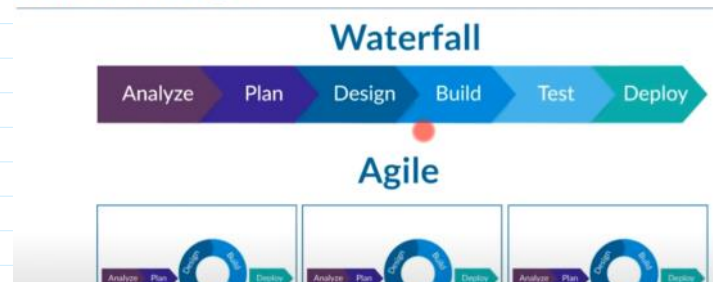 Waterfall
Analyze Plan Design Build Test Deploy
Agile
Design Build Design Build Design Build
Analyze Plan Deploy Analyze Plan Deploy Analyze Plan Deploy